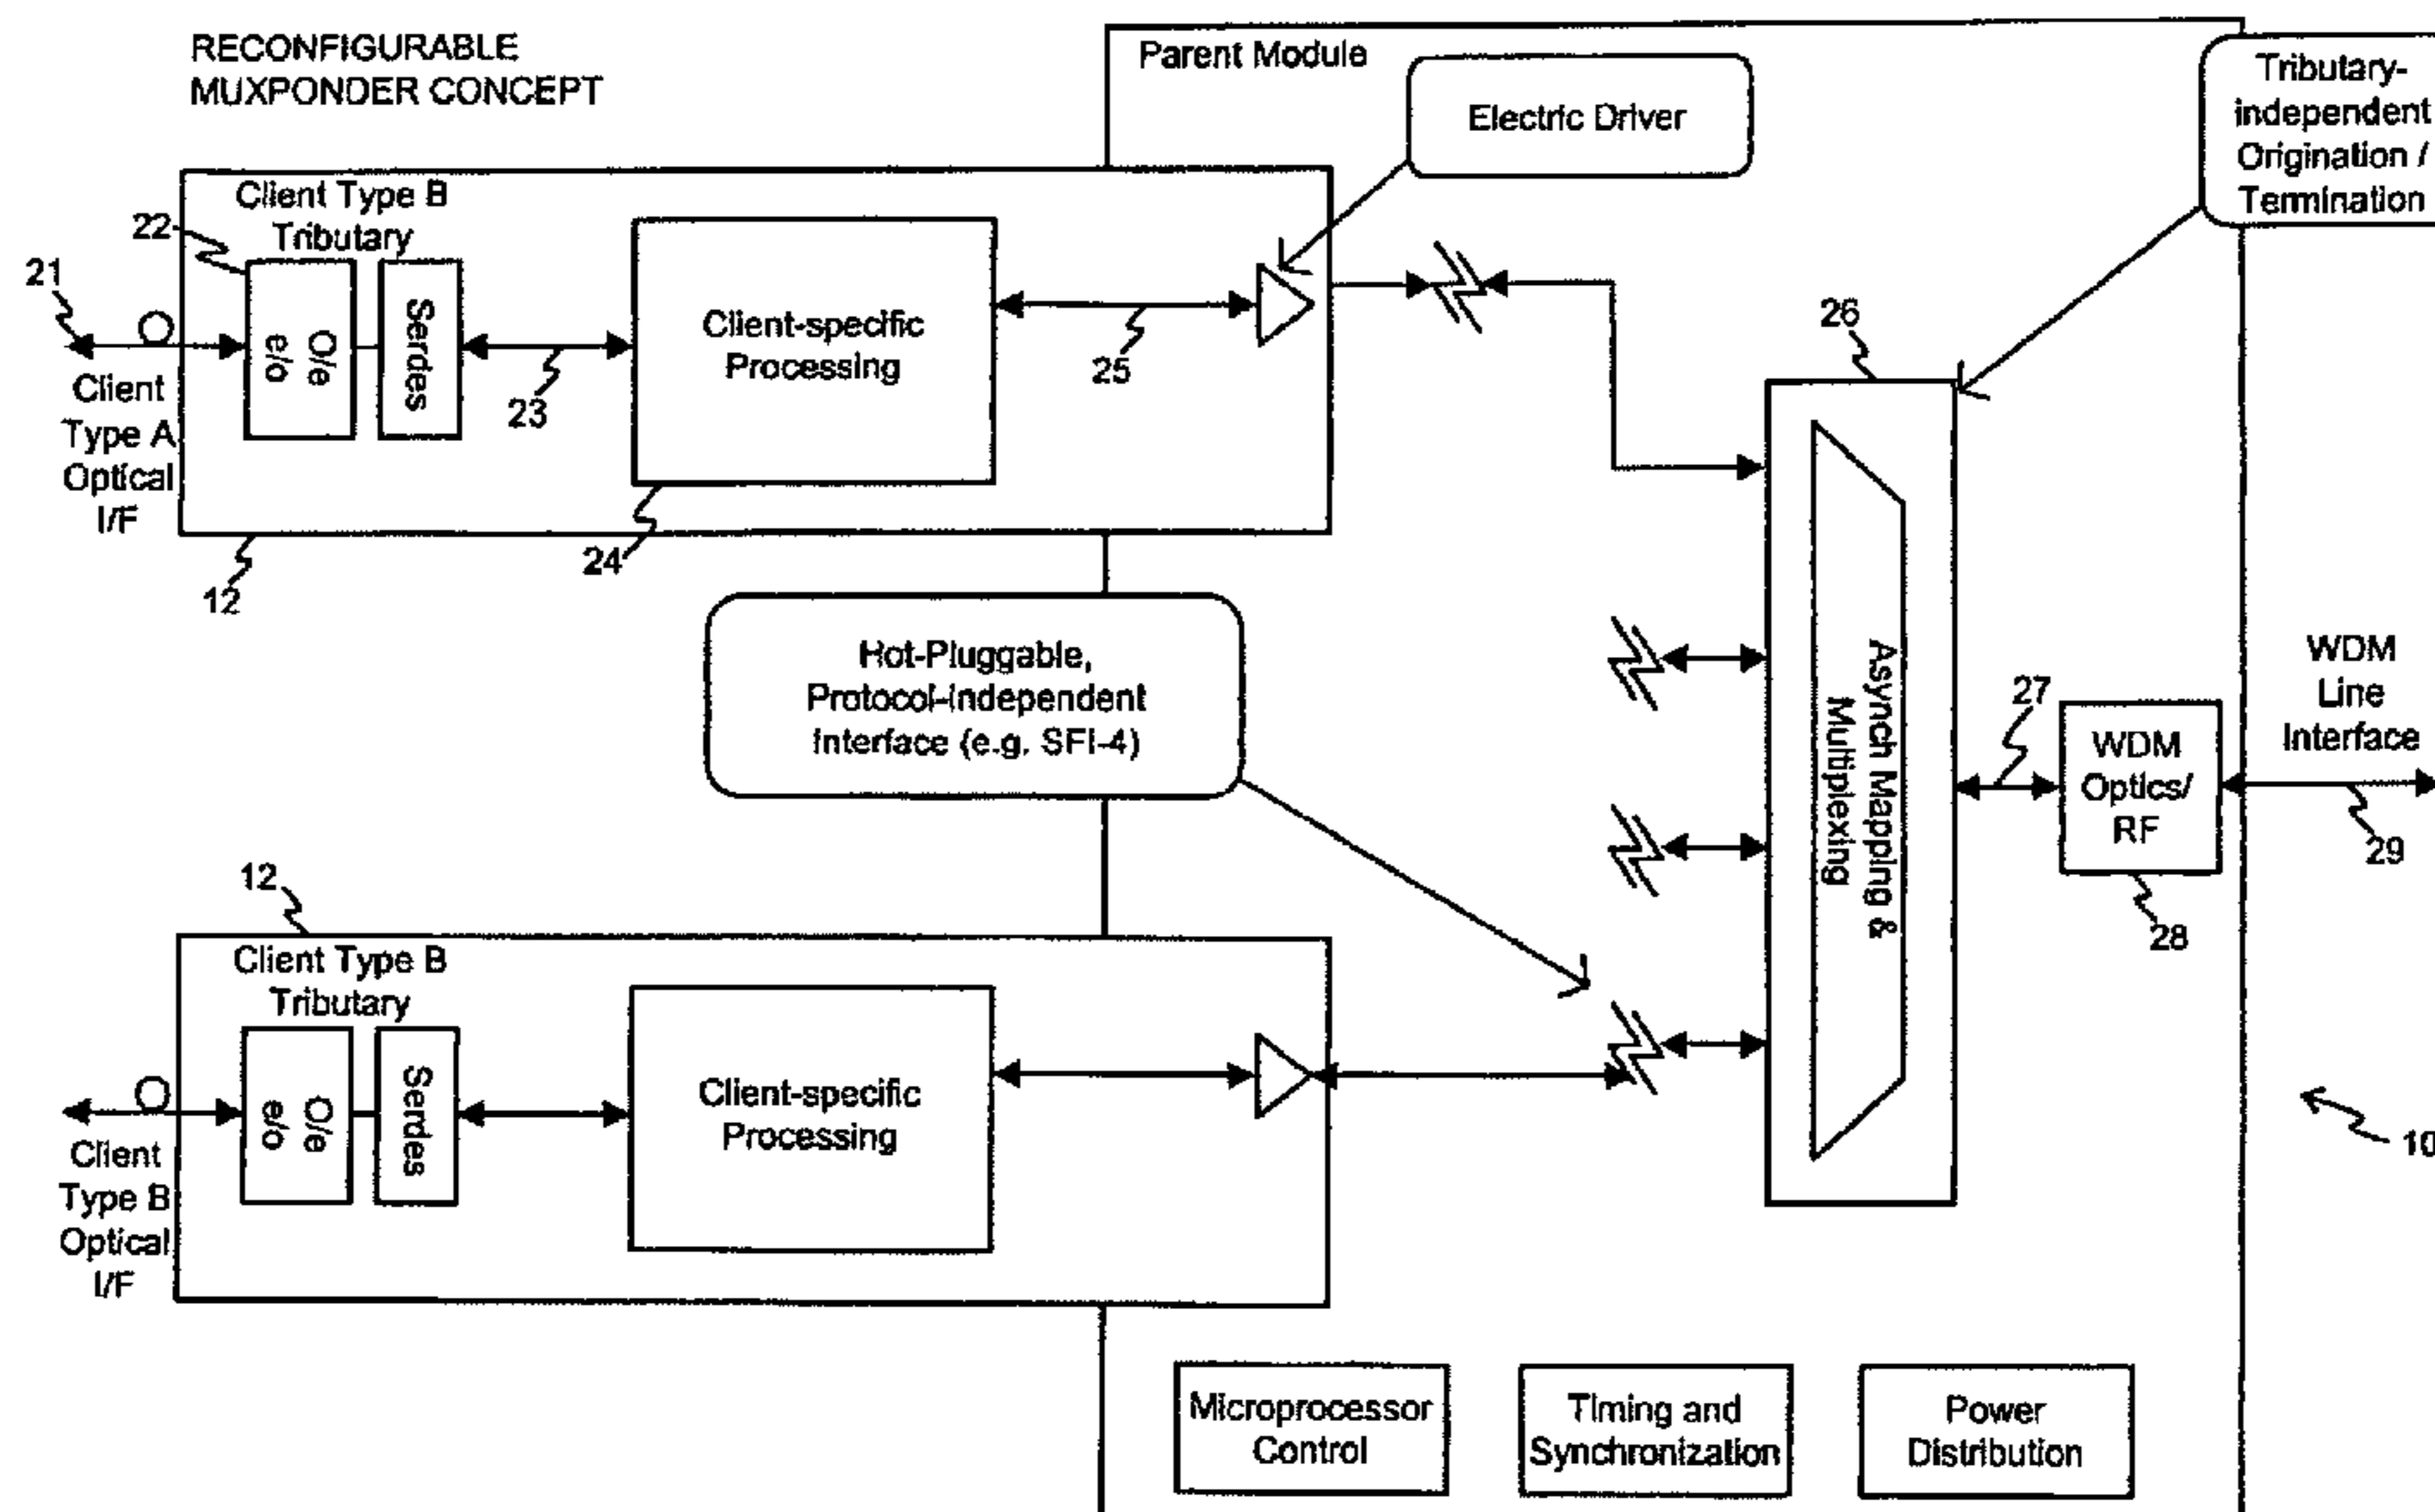 RECONFIGURABLE
MUXPONDER CONCEPT
Parent Module
Electric Driver
Tributary-
independent
Origination /
Termination
Client Type B
Tributary
22
21
O/e
e/o
Serdes
23
Client-specific
Processing
25
Client
Type A
Optical
I/F
12
24
26
Hot-Pluggable,
Protocol-Independent
Interface (e.g. SFI-4)
Asynch Mapping &
Multiplexing
27
WDM
Optics/
RF
28
WDM
Line
Interface
29
12
Client Type B
Tributary
O/e
e/o
Serdes
Client-specific
Processing
Client
Type B
Optical
I/F
10
Microprocessor
Control
Timing and
Synchronization
Power
Distribution